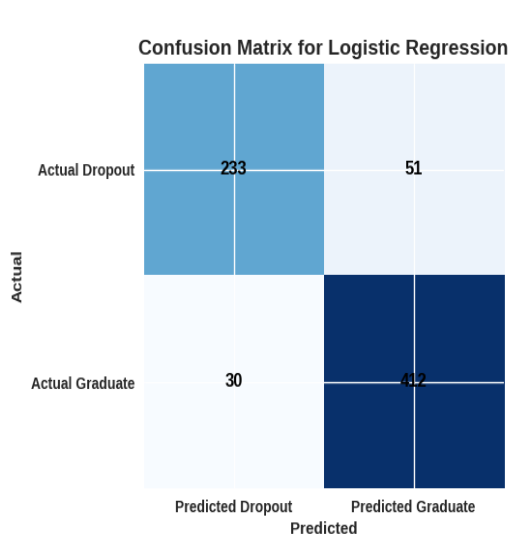 Confusion Matrix for Logistic Regression
Actual Dropout
233
51
Actual
Actual Graduate
30
412
Predicted Dropout
Predicted Graduate
Predicted